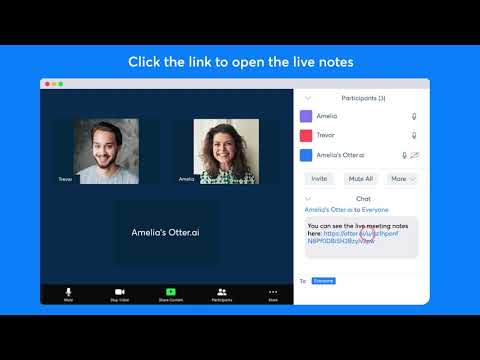 Click the link to open the live notes
Participants (3)
Amelia
Trevor
Amelia's Otter.ai
Invite
Mute All
More
Chat
Amelia's Otter.ai to Everyone
You can see the live meeting notes
here: https://otter.ai/u/
To
Everyone
Trevor
Amelia
Amelia's Otter.ai
Mute
Stop Video
Share Content
Participants
More